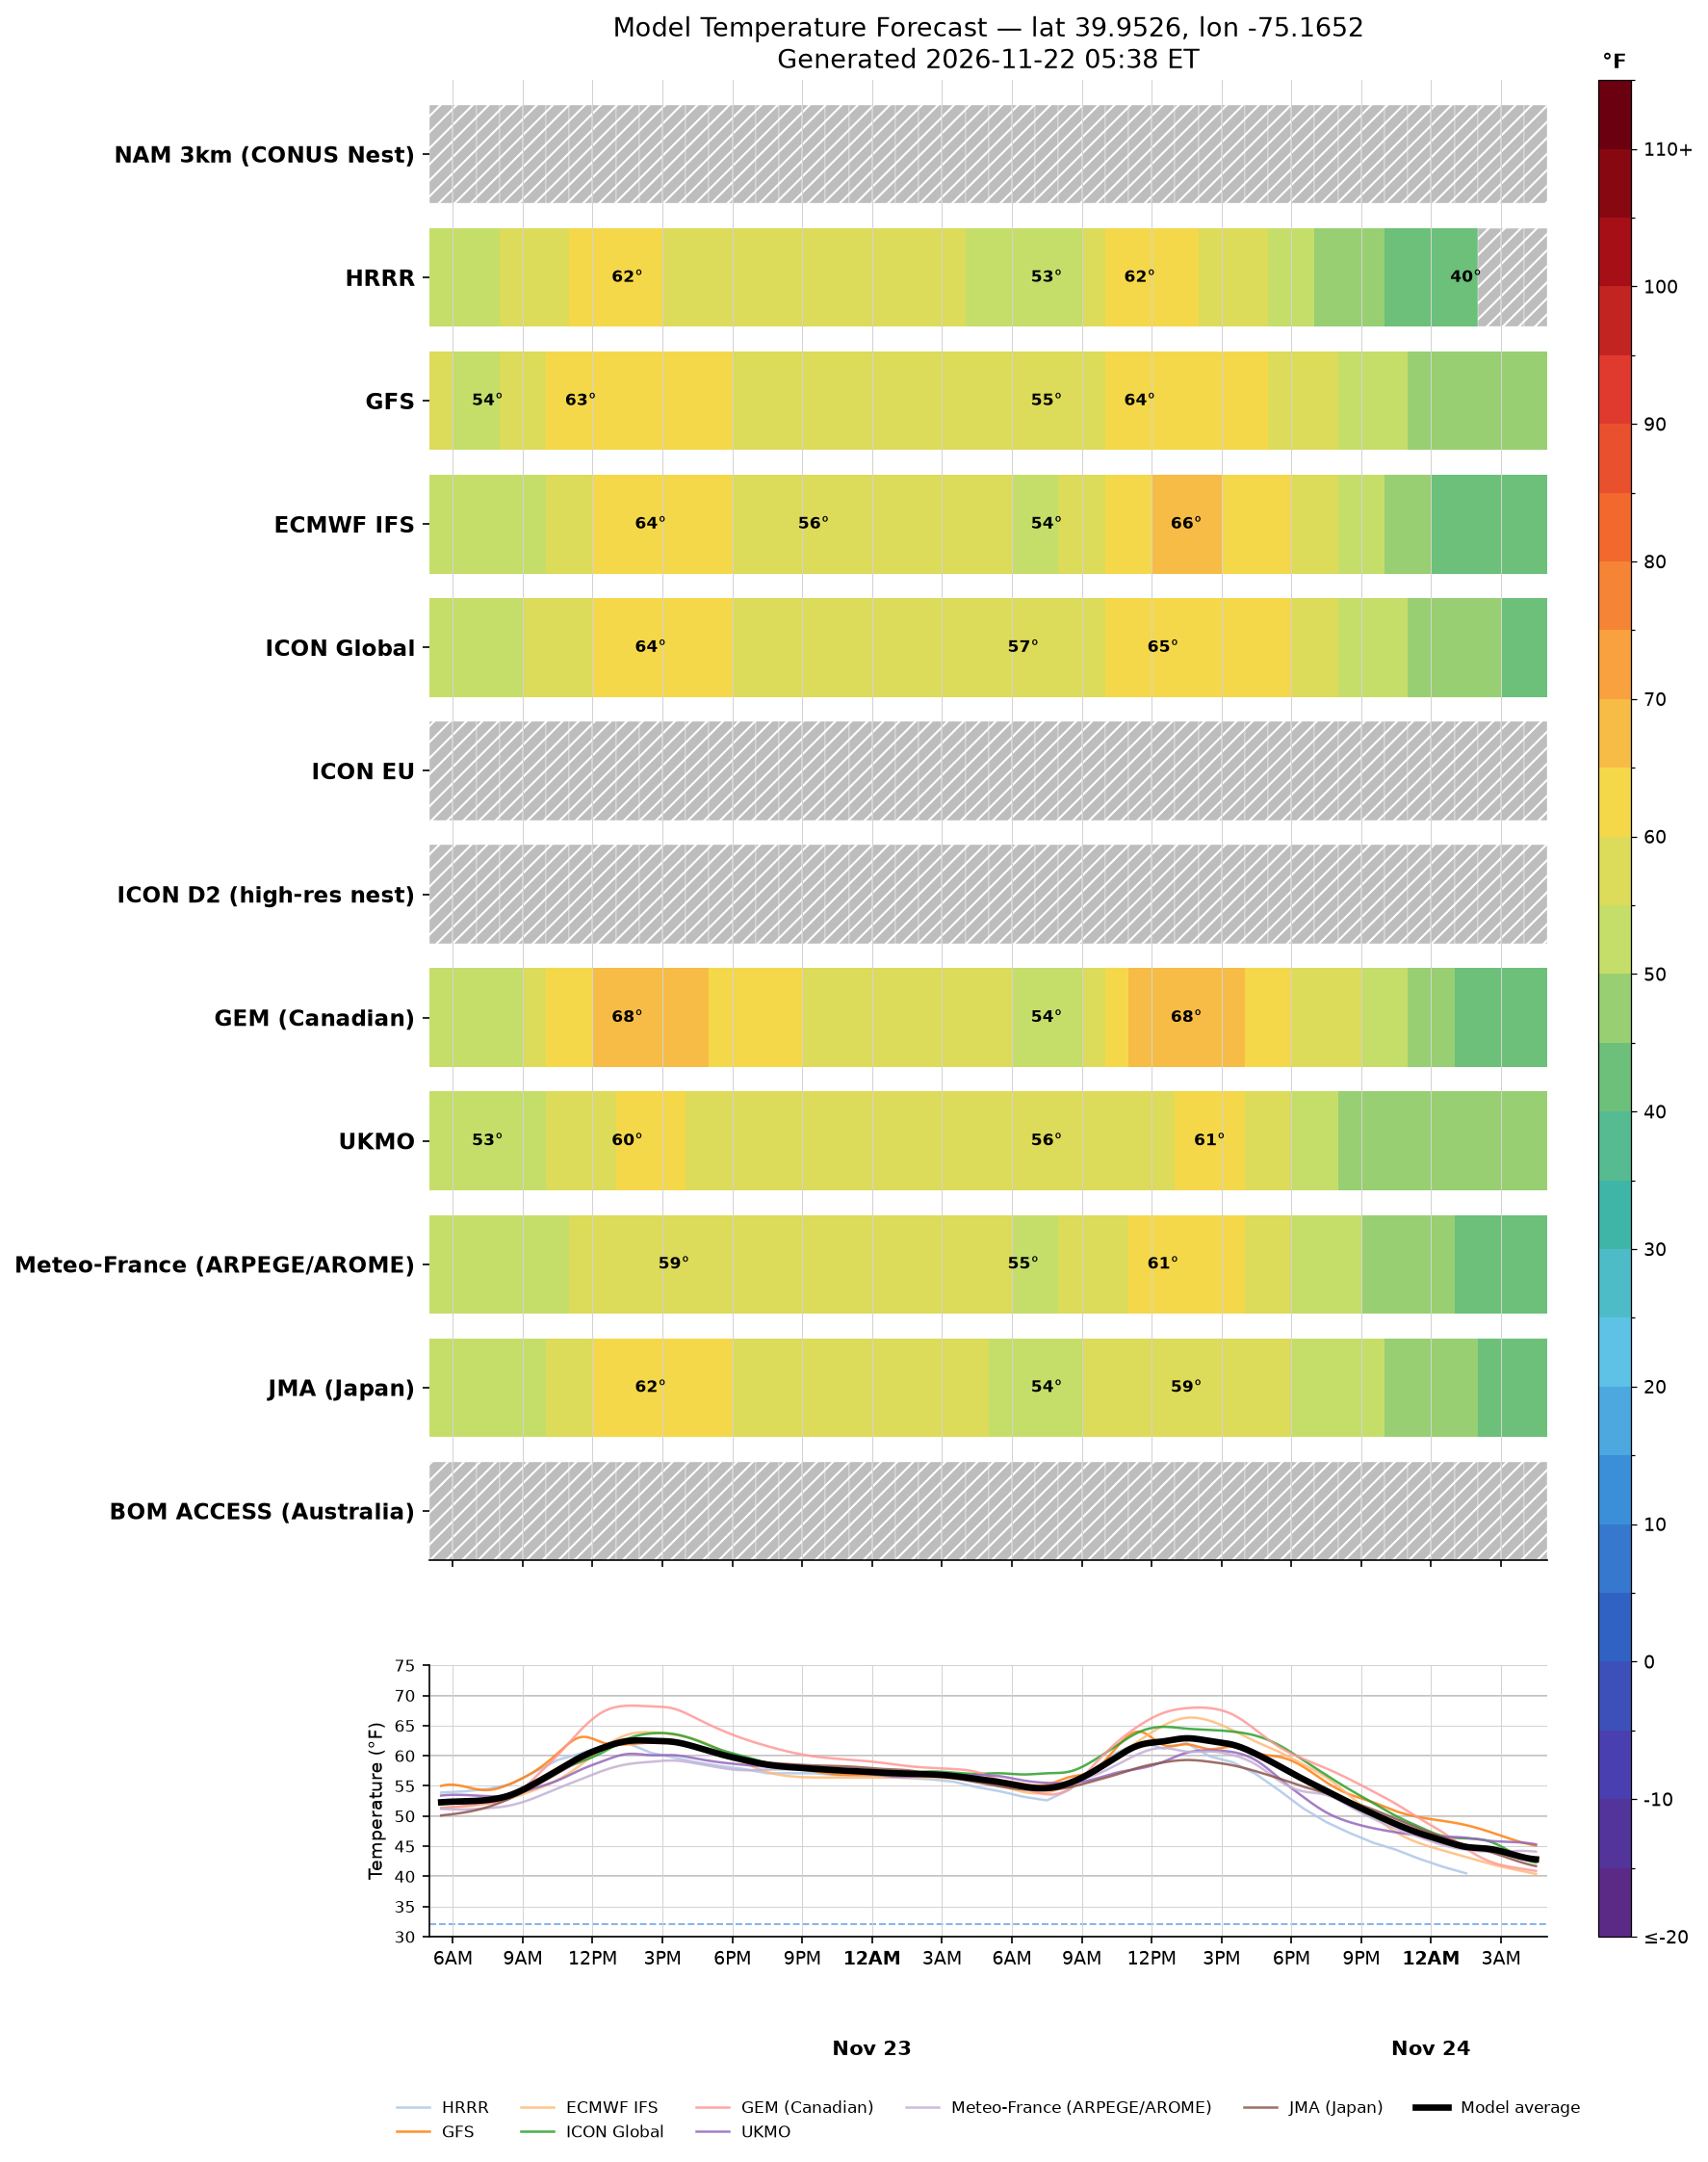 Model Temperature Forecast — lat 39.9526, lon -75.1652
Generated 2026-11-22 05:38 ET
°F
NAM 3km (CONUS Nest)
HRRR
62°
53°
62°
40°
GFS
54°
63°
55°
64°
ECMWF IFS
64°
56°
54°
66°
ICON Global
64°
57°
65°
ICON EU
ICON D2 (high-res nest)
GEM (Canadian)
68°
54°
68°
UKMO
53°
60°
56°
61°
Meteo-France (ARPEGE/AROME)
59°
55°
61°
JMA (Japan)
62°
54°
59°
BOM ACCESS (Australia)
110+
100
90
80
70
60
50
40
30
20
10
0
-10
≤-20
Temperature (°F)
75
70
65
60
55
50
45
40
35
30
6AM 9AM 12PM 3PM 6PM 9PM 12AM 3AM 6AM 9AM 12PM 3PM 6PM 9PM 12AM 3AM
Nov 23 Nov 24
HRRR ECMWF IFS GEM (Canadian) Meteo-France (ARPEGE/AROME) JMA (Japan) Model average
GFS ICON Global UKMO